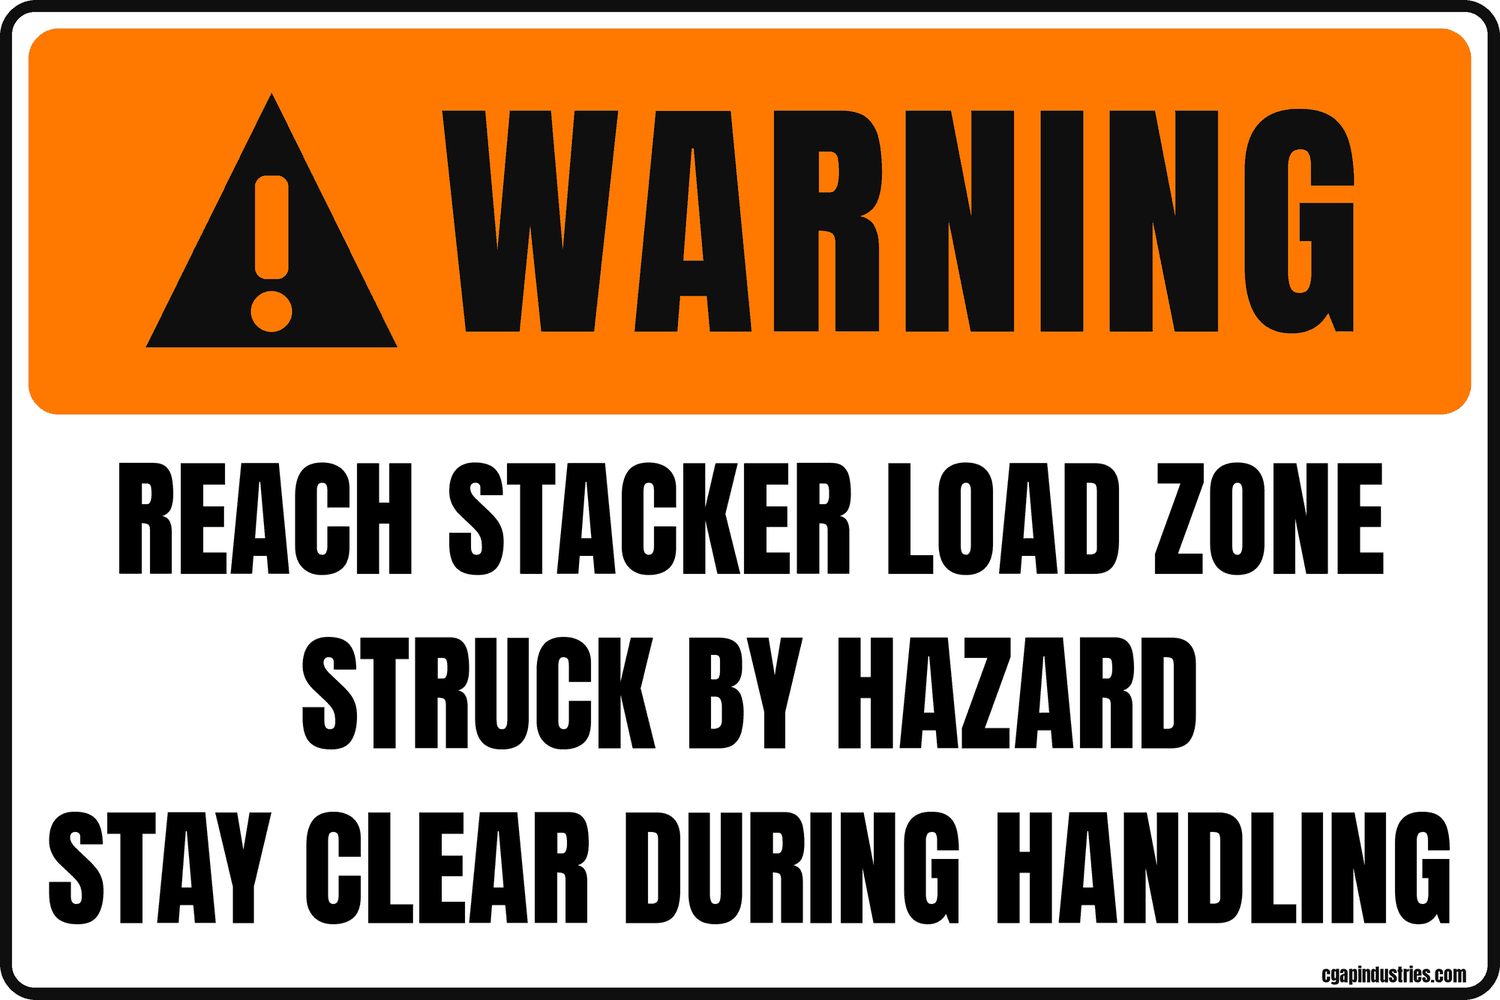 WARNING
REACH STACKER LOAD ZONE
STRUCK BY HAZARD
STAY CLEAR DURING HANDLING
cgapindustries.com